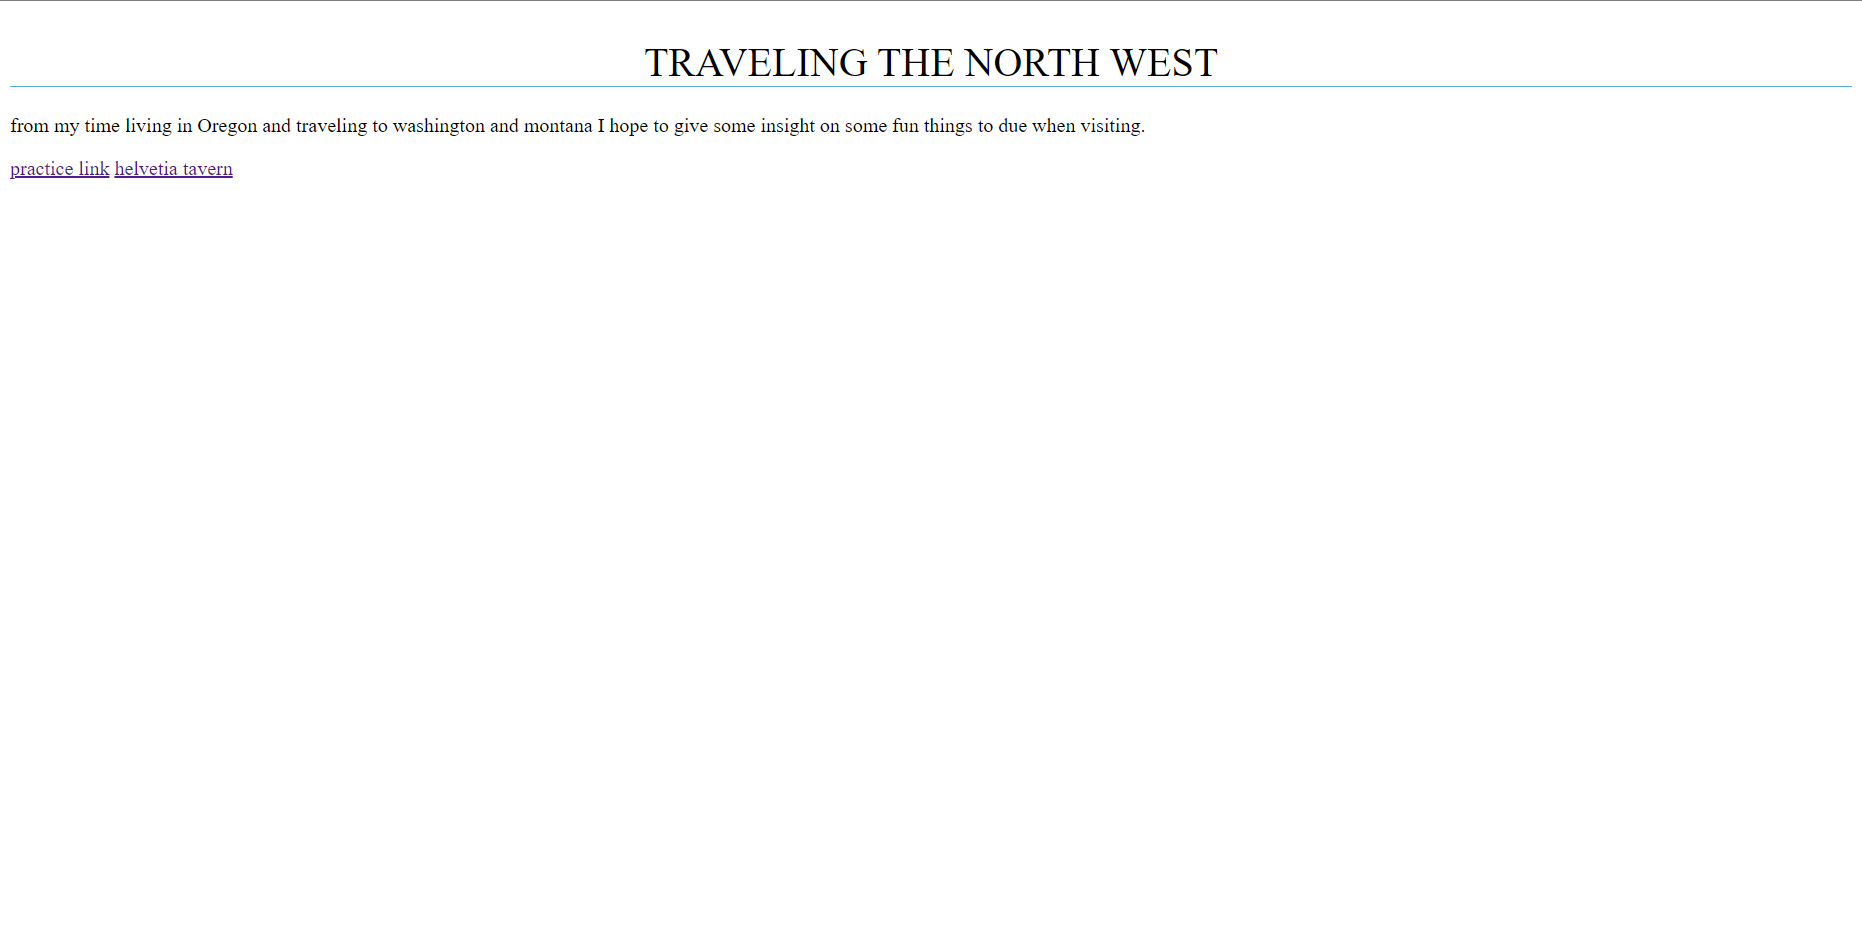 TRAVELING THE NORTH WEST
from my time living in Oregon and traveling to washington and montana I hope to give some insight on some fun things to due when visiting.
practice link helvetia tavern